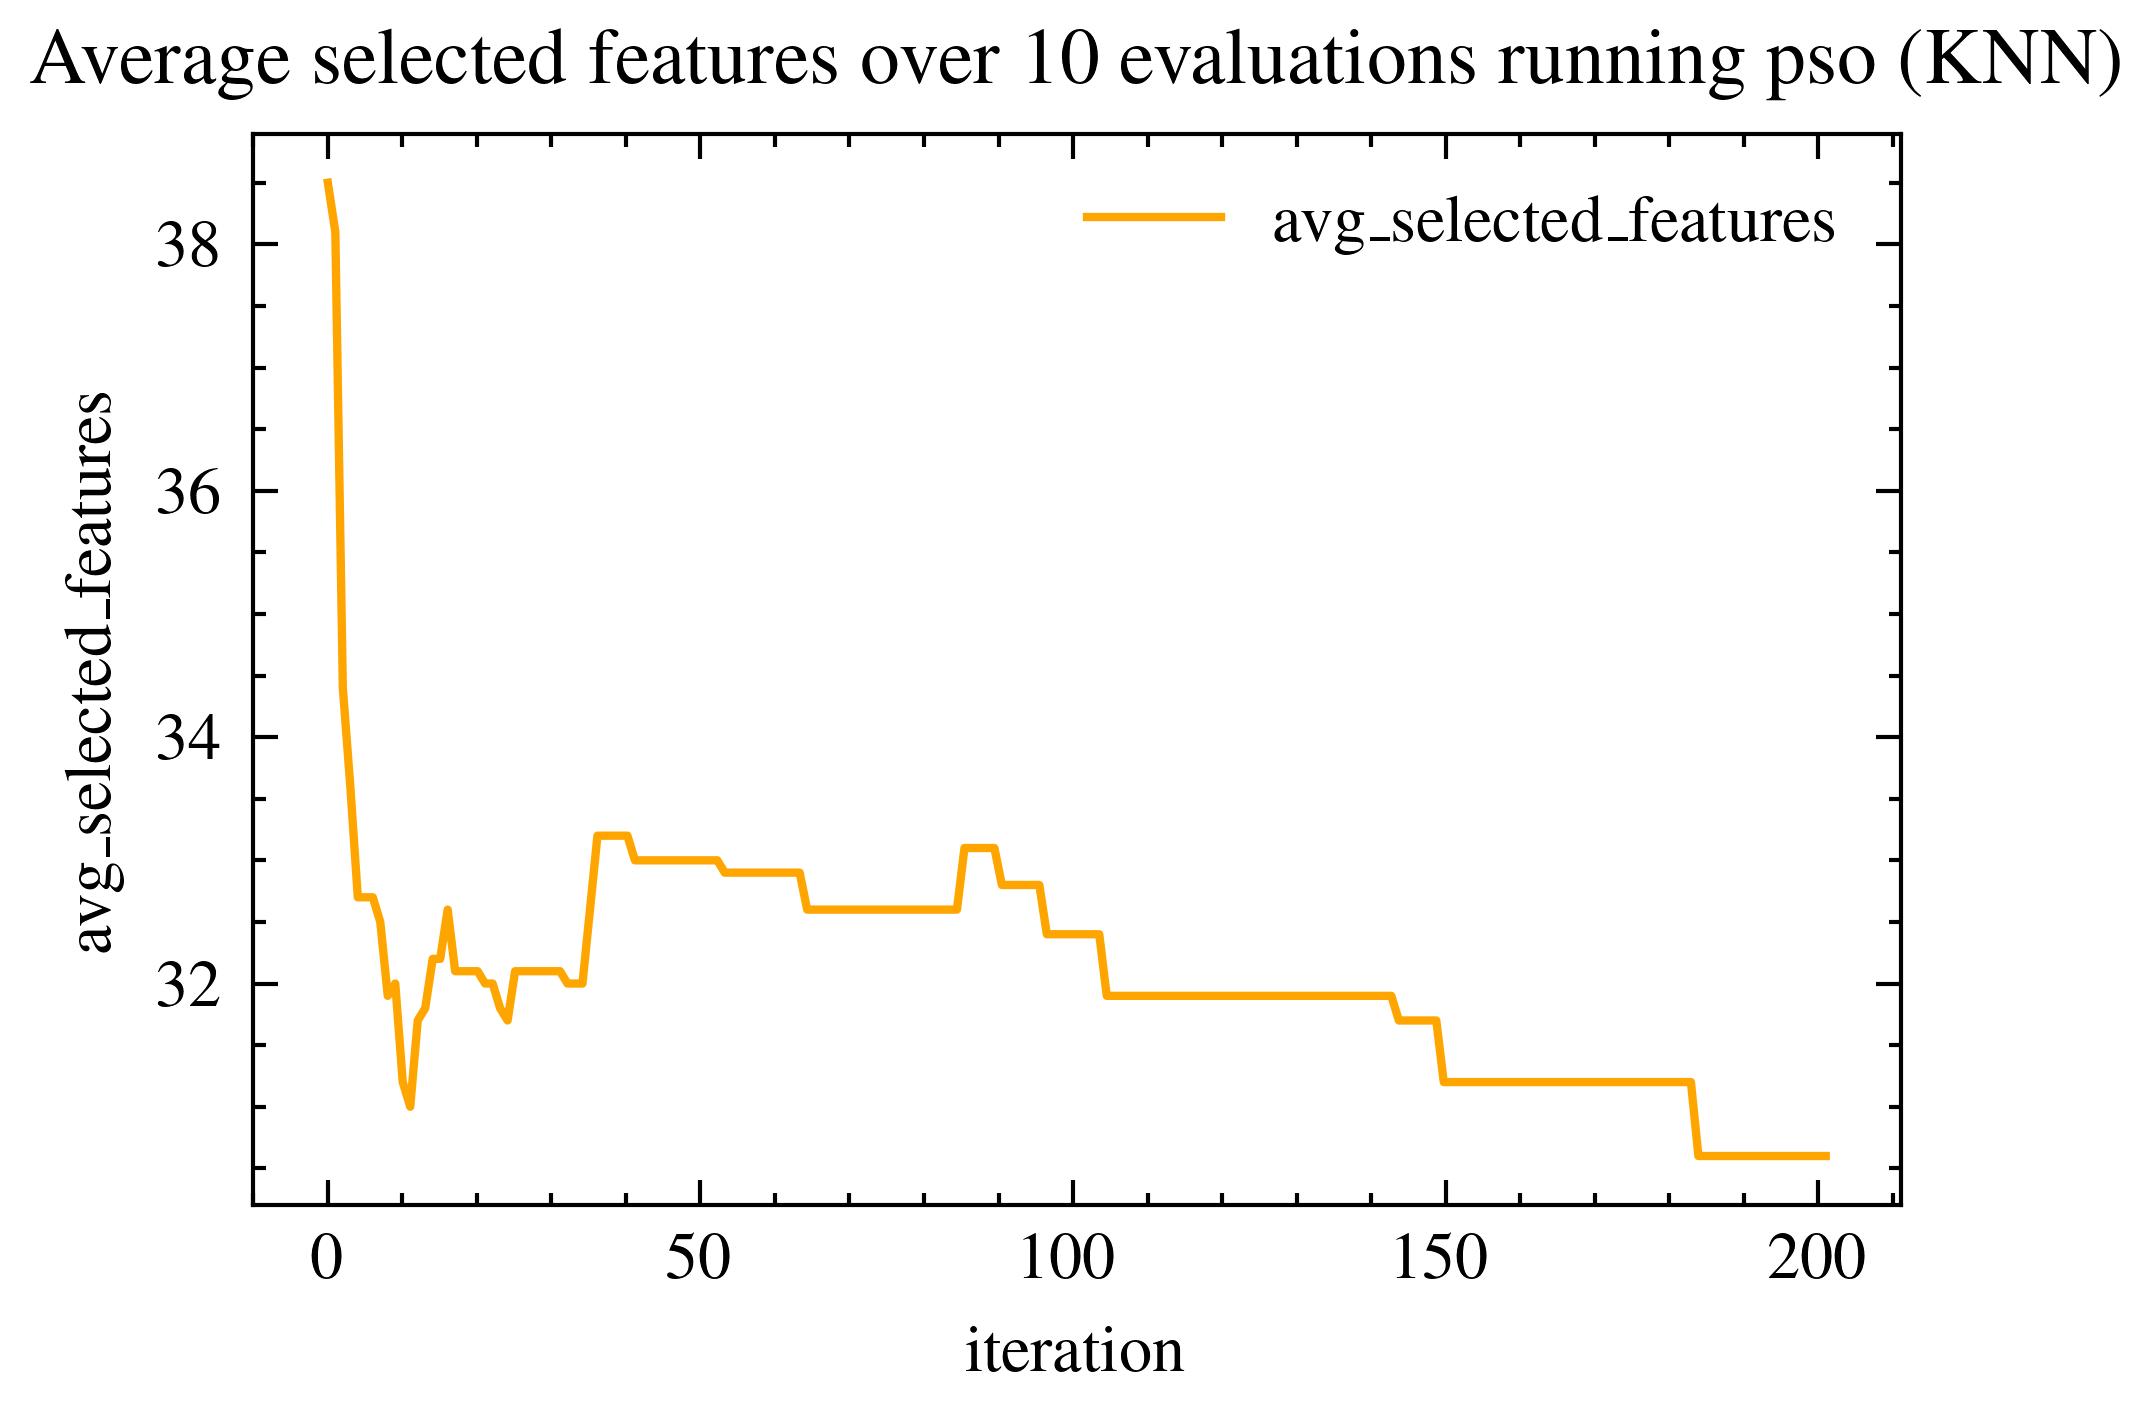 Average selected features over 10 evaluations running pso (KNN)
avg_selected_features
38
36
34
32
avg_selected_features
0 50 100 150 200
iteration